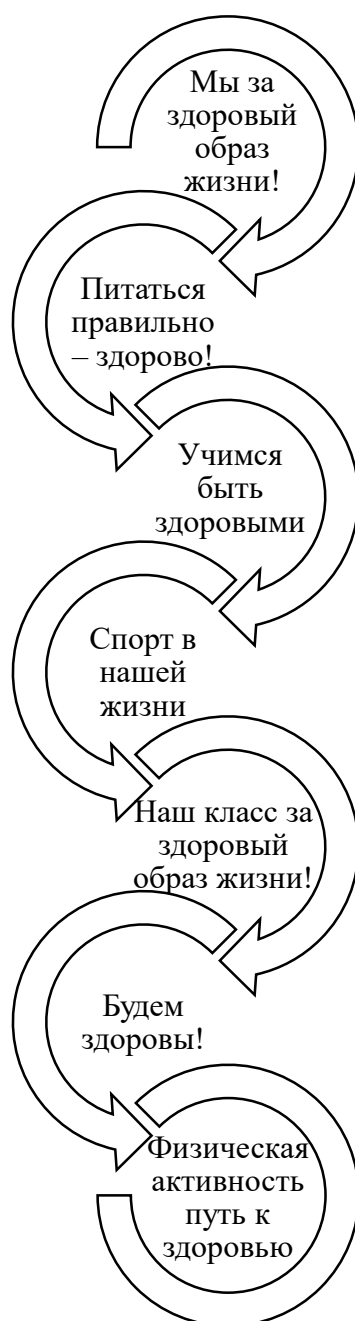 Мы за
здоровый
образ
жизни!
Питаться
правильно
– здорово!
Учимся
быть
здоровыми
Спорт в
нашей
жизни
Наш класс за
здоровый
образ жизни!
Будем
здоровы!
Физическая
активность
путь к
здоровью